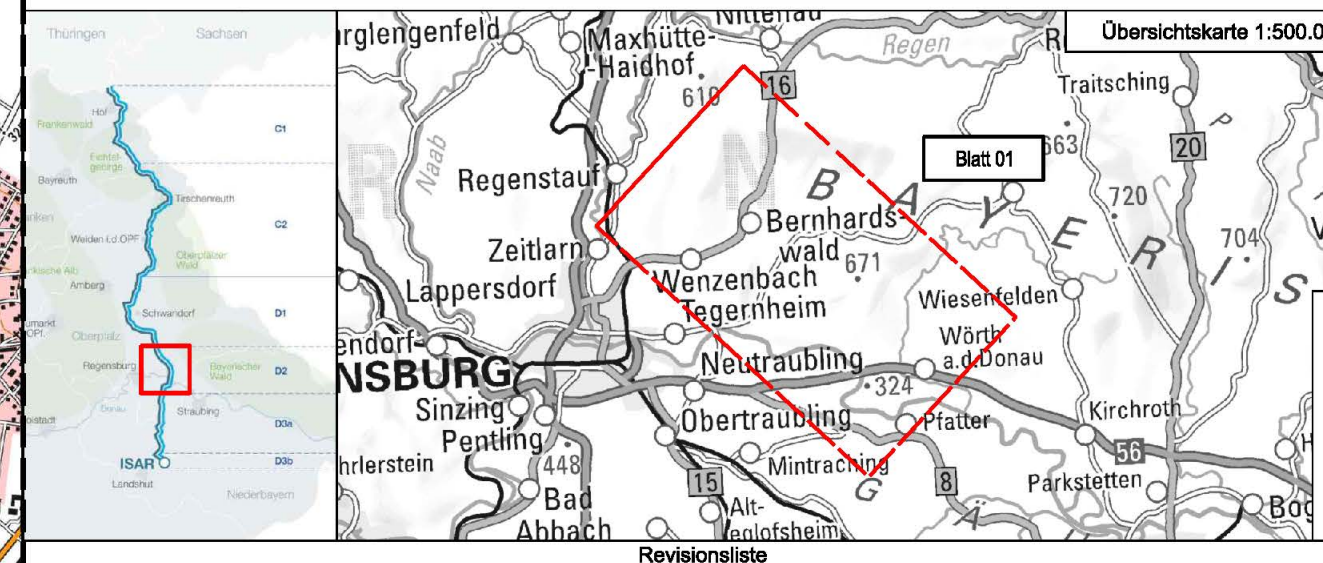 Thüringen
Sachsen
Hof
Frankenwald
C1
Fichtel-
gebirge
Bayreuth
Tirschenreuth
C2
Weiden i.d.OPF
Oberpfälzer
Wald
Amberg
Schwandorf
D1
Oberpfalz
Regensburg
Bayerischer
Wald
D2
Donau
Straubing
D3a
ISAR
D3b
Landshut
Niederbayern
Übersichtskarte 1:500.0
rglengenfeld
Maxhütte-
-Haidhof
Nittenau
Regen
610
16
Traitsching
663
20
Blatt 01
Naab
Regenstauf
N
R
BAYERIS
720
704
Bernhards-
wald
Zeitlarn
671
Lappersdorf
Wenzenbach
Wiesenfelden
Tegernheim
Wörth
a.d.Donau
endorf
NSBURG
Neutraubling
324
Sinzing
Obertraubling
Pfatter
Kirchroth
Pentling
56
hrlerstein
448
Mintraching
G
15
8
Parkstetten
Bad
Abbach
Alt-
eglofsheim
Ä
Bog
Revisionsliste